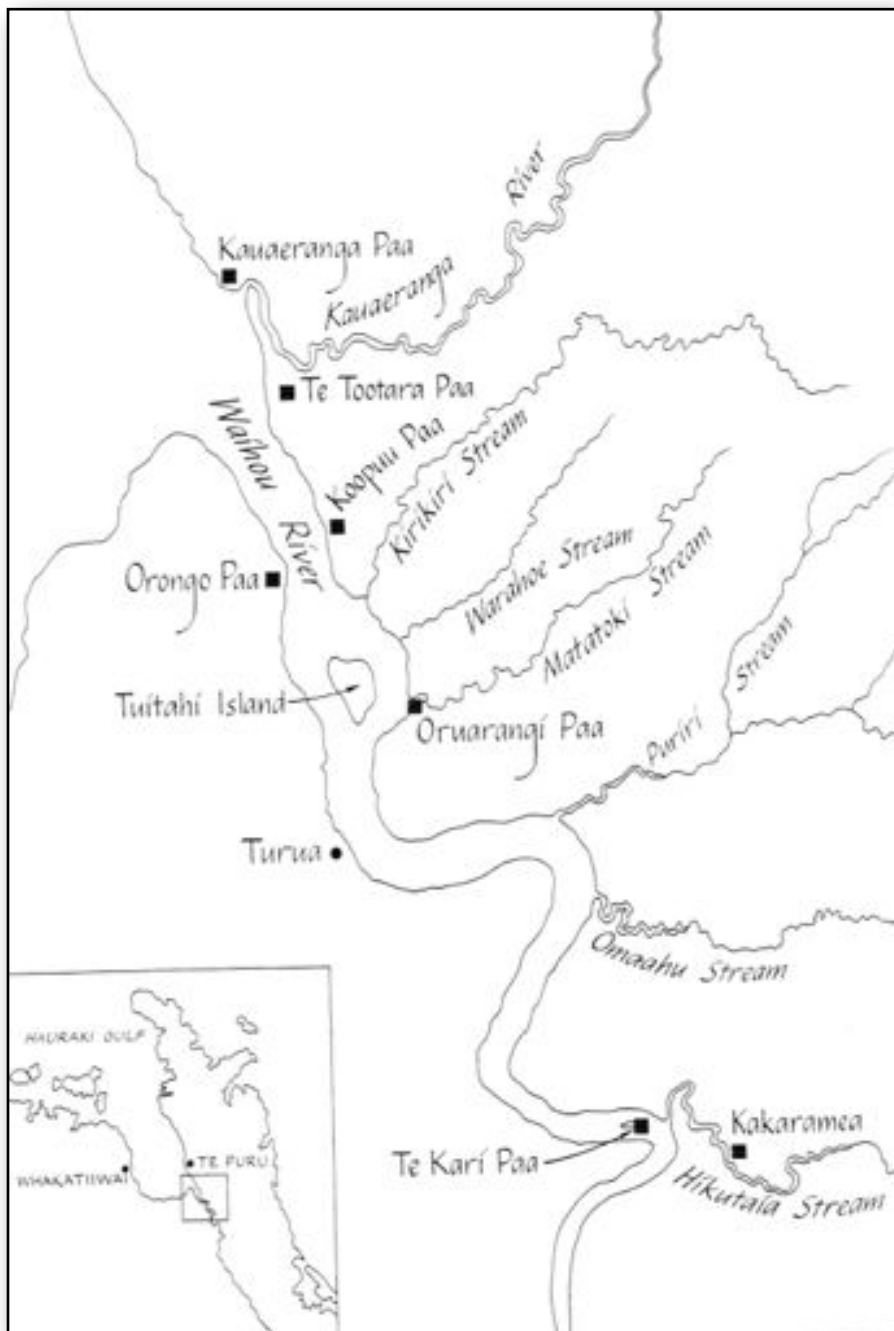 Kauaeranga Paa
Kauaeranga River
Te Tootara Paa
Waihou River
Koopuu Paa
Kirikiri Stream
Orongo Paa
Warahoe Stream
Matatoki Stream
Tuitahi Island
Oruarangi Paa
Puriri Stream
Turua
Omaahu Stream
HAURAKI GULF
WHAKATIIWAI
TE PURU
Te Kari Paa
Kakaramea
Hikutaia Stream